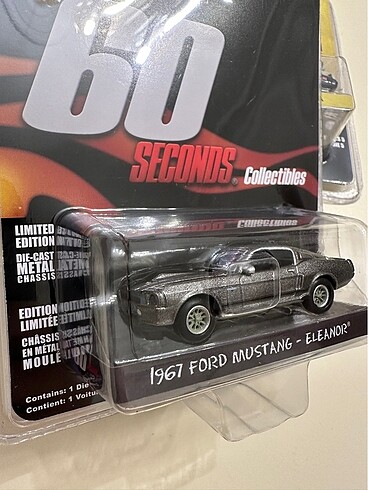 60
SECONDS Collectibles
LIMITED
EDITION
DIE-CAST
METAL
CHASSIS
EDITION
LIMITÉE
CHÂSSIS
EN MÉTAL
MOULÉ
1967 FORD MUSTANG - ELEANOR
Contains: 1 Die
Contient: 1 Voitu